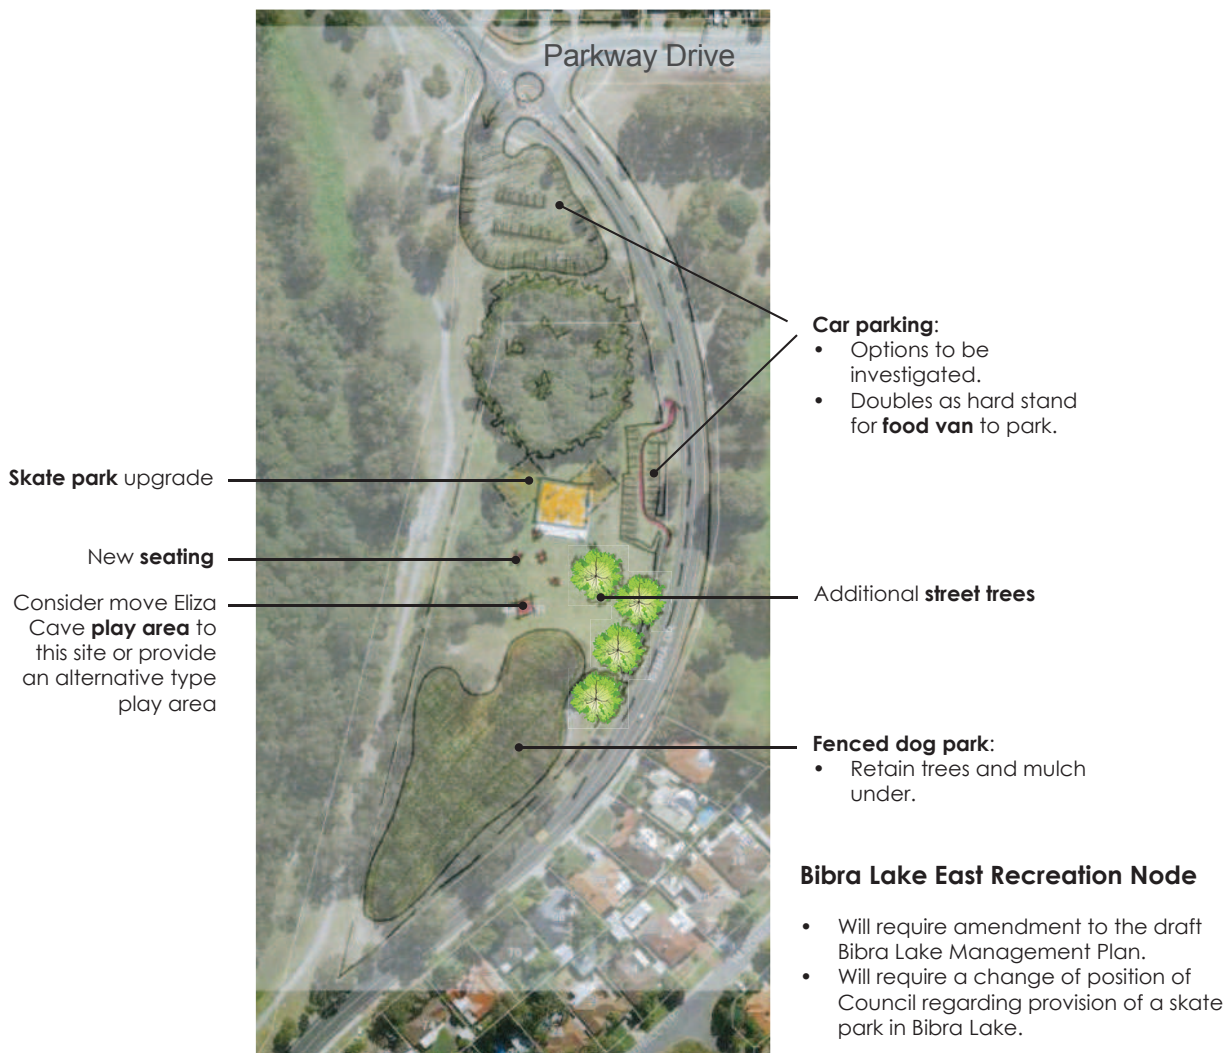 Parkway Drive
Car parking:
• Options to be
investigated.
• Doubles as hard stand
for food van to park.
Skate park upgrade
New seating
Consider move Eliza
Cave play area to
this site or provide
an alternative type
play area
Additional street trees
Fenced dog park:
• Retain trees and mulch
under.
Bibra Lake East Recreation Node
• Will require amendment to the draft
Bibra Lake Management Plan.
• Will require a change of position of
Council regarding provision of a skate
park in Bibra Lake.